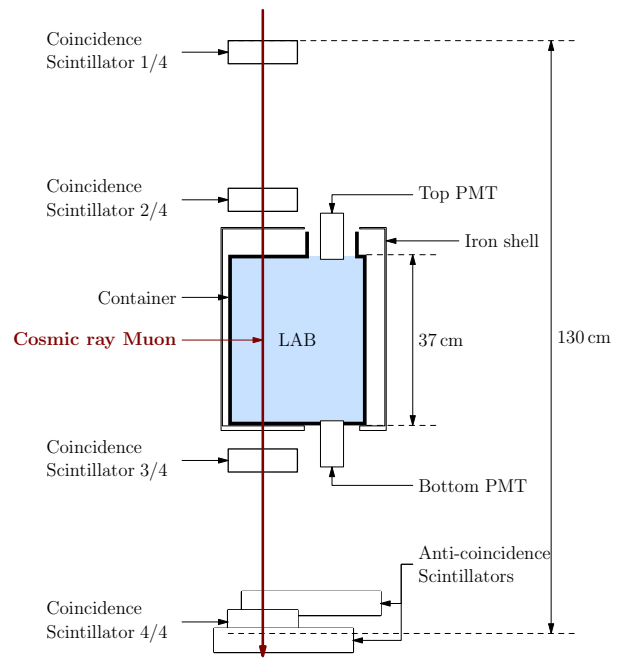 Coincidence
Scintillator 1/4
Coincidence
Scintillator 2/4
Top PMT
Iron shell
Container
Cosmic ray Muon
LAB
37 cm
130 cm
Coincidence
Scintillator 3/4
Bottom PMT
Anti-coincidence
Scintillators
Coincidence
Scintillator 4/4